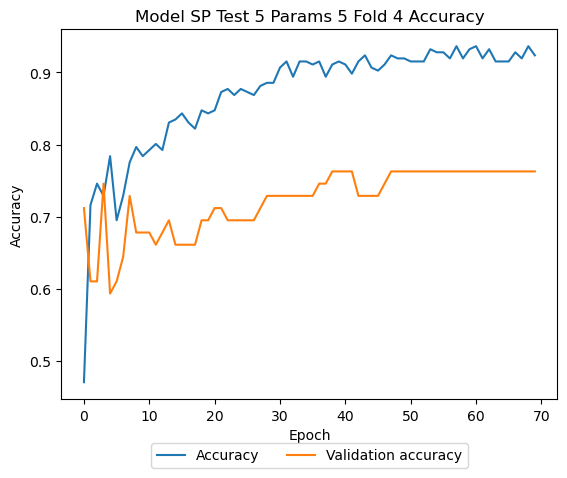 Model SP Test 5 Params 5 Fold 4 Accuracy
Accuracy
0.9
0.8
0.7
0.6
0.5
0 10 20 30 40 50 60 70
Epoch
Accuracy Validation accuracy